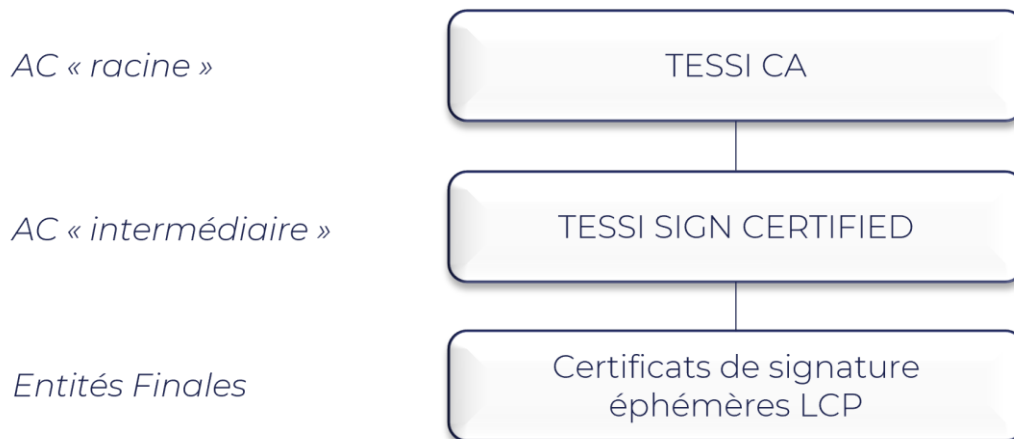 AC « racine »
TESSI CA
AC « intermédiaire »
TESSI SIGN CERTIFIED
Entités Finales
Certificats de signature
éphémères LCP